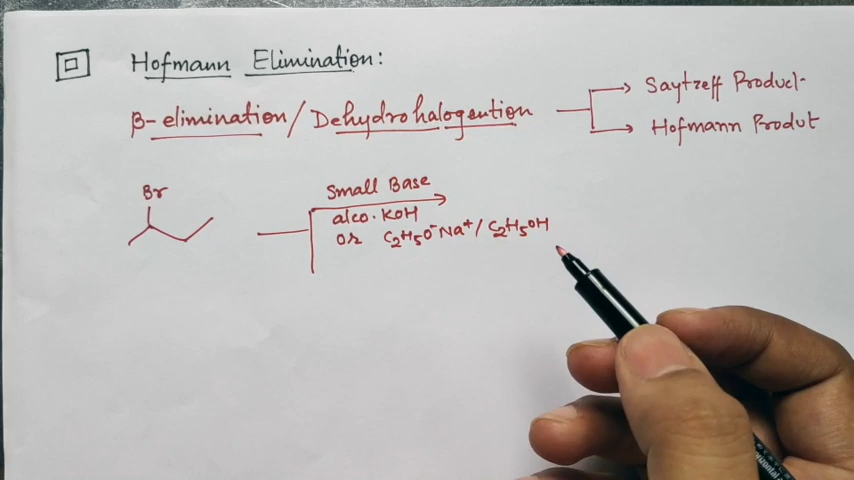 Hofmann Elimination:
β-elimination/Dehydrohalogention
Saytzeff Product
Hofmann Produt
Br
Small Base
alco. KOH
or C₂H₅O⁻Na⁺/C₂H₅OH